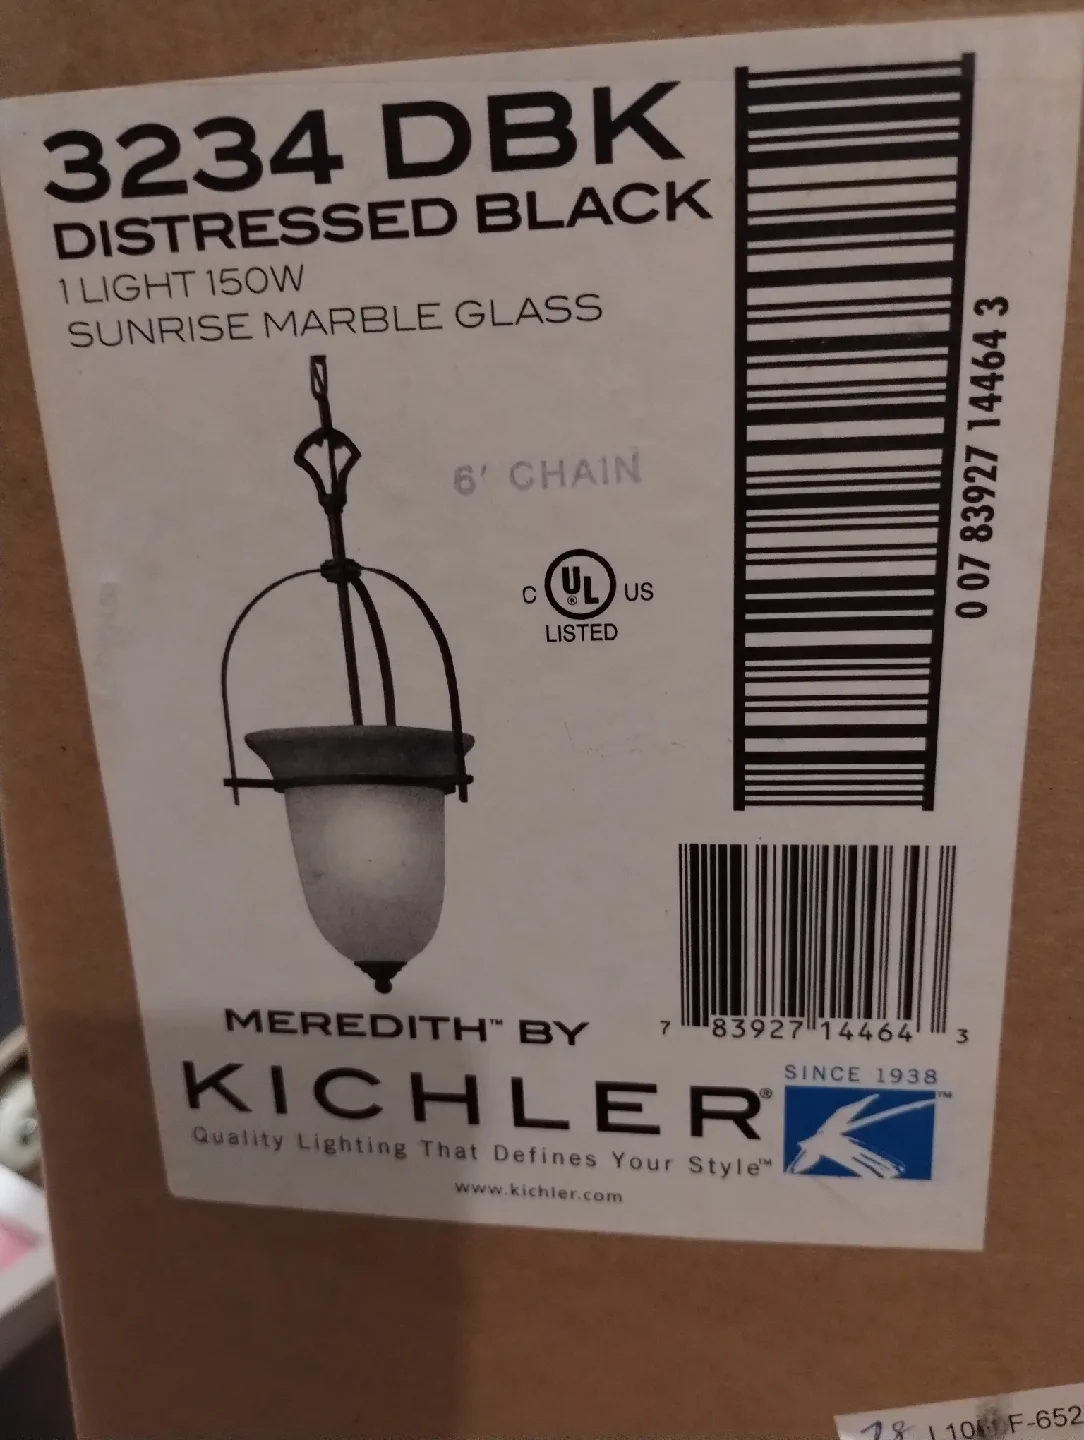 3234 DBK
DISTRESSED BLACK
1 LIGHT 150W
SUNRISE MARBLE GLASS
6' CHAIN
C UL® US
LISTED
0 07 83927 14464 3
7 83927 14464 3
MEREDITH™ BY
KICHLER®
SINCE 1938
™
Quality Lighting That Defines Your Style™
www.kichler.com
F-652